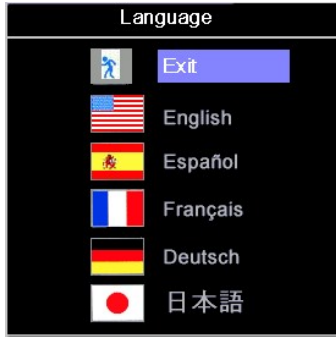 Language
Exit
English
Español
Français
Deutsch
日本語